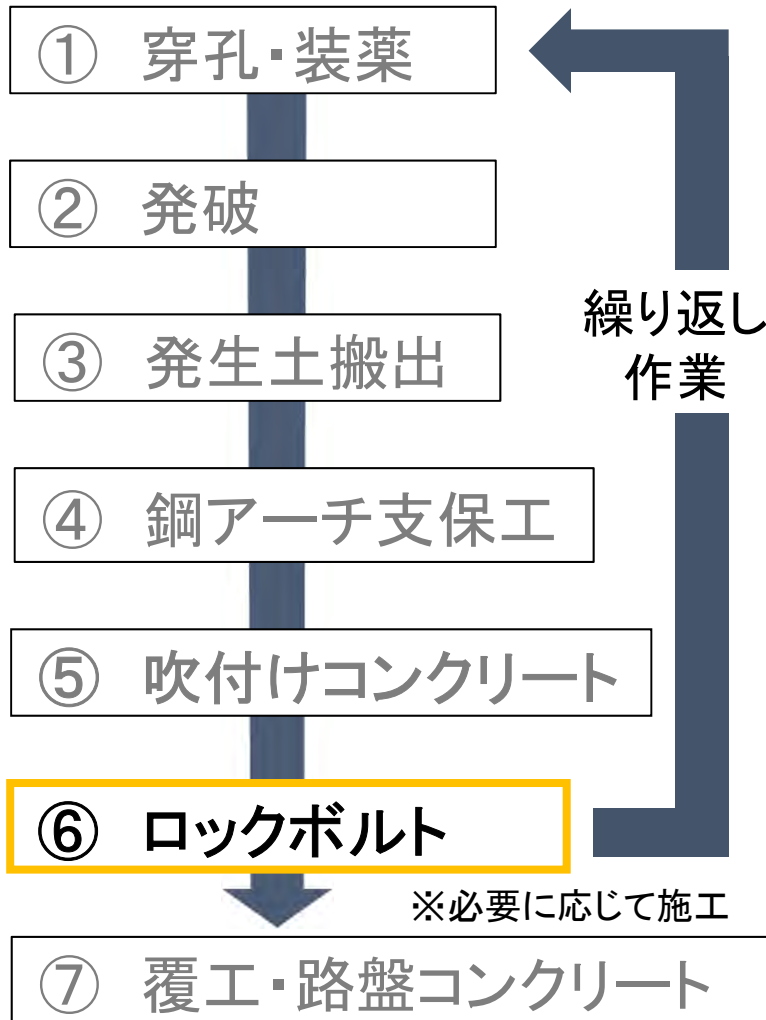 ① 穿孔・装薬
② 発破
③ 発生土搬出
繰り返し
作業
④ 鋼アーチ支保工
⑤ 吹付けコンクリート
⑥ ロックボルト
※必要に応じて施工
⑦ 覆工・路盤コンクリート